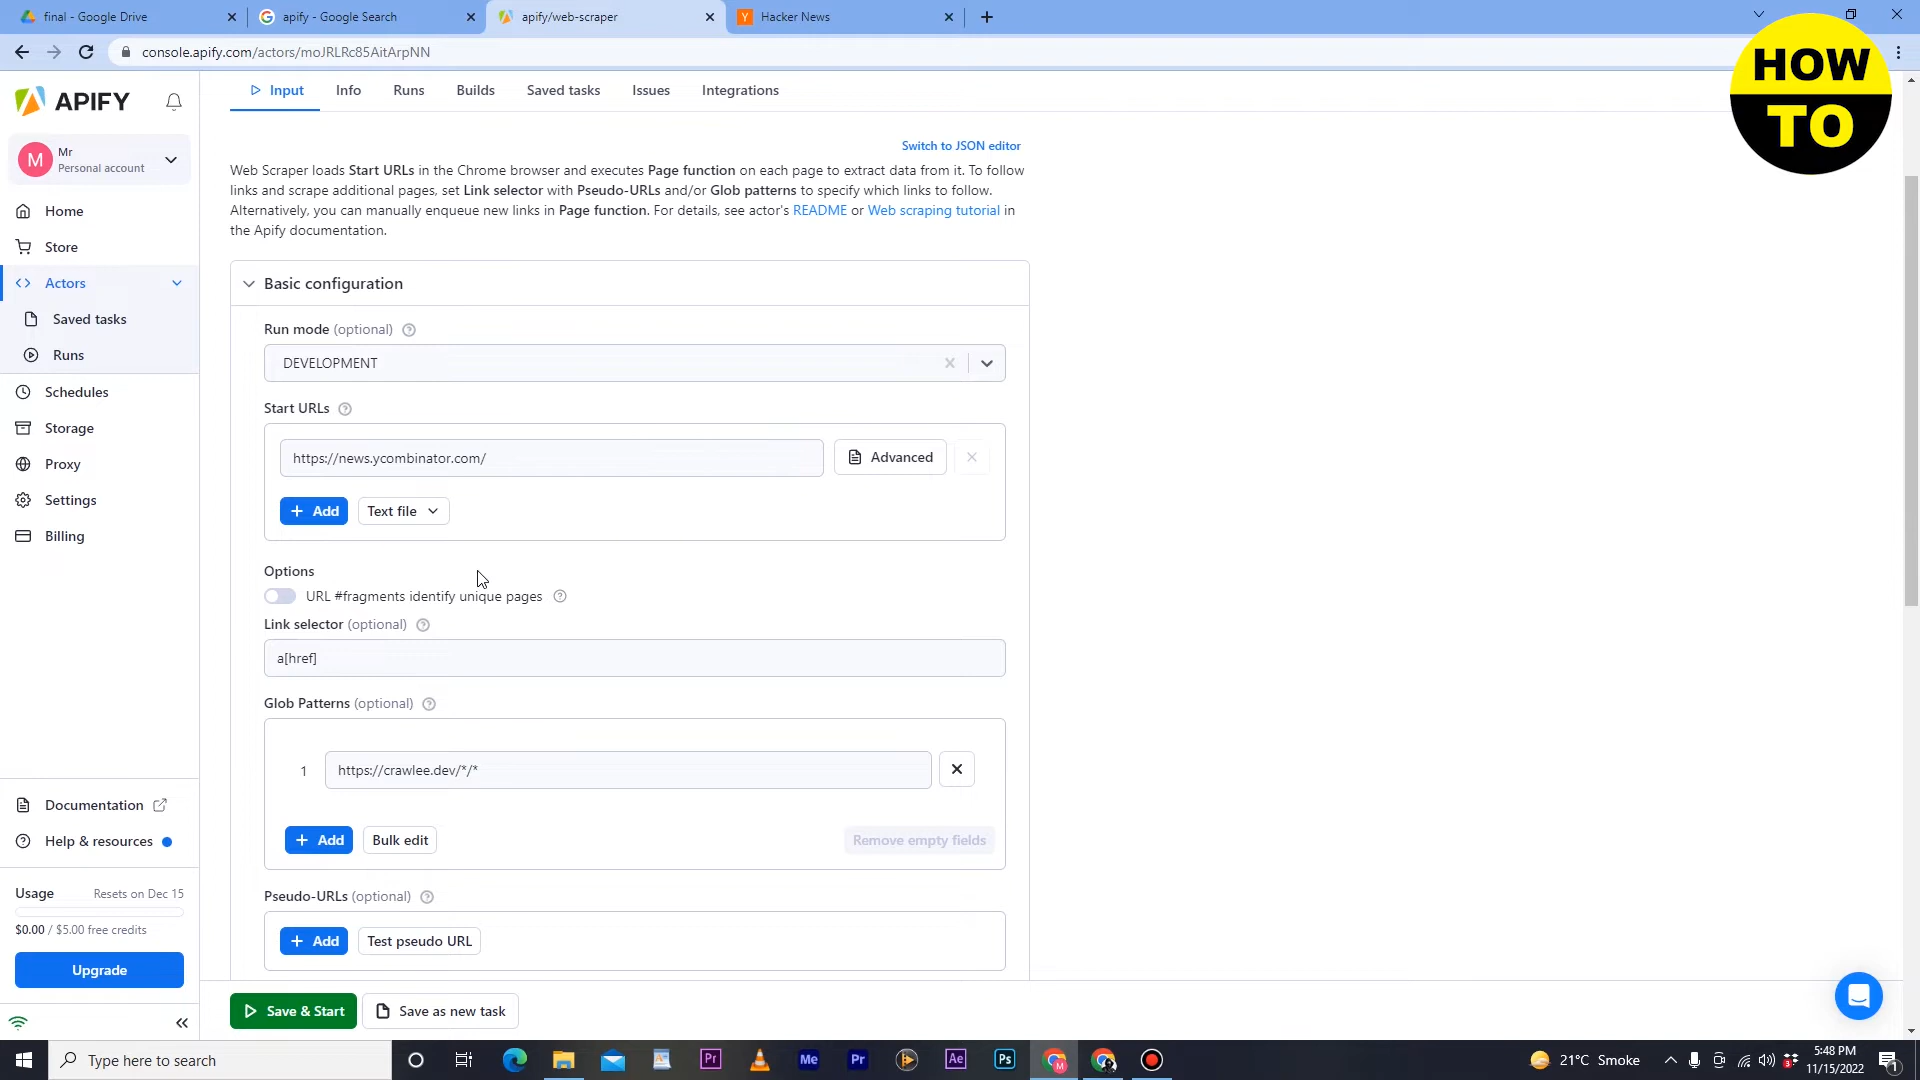 final - Google Drive
apify - Google Search
apify/web-scraper
Hacker News
console.apify.com/actors/moJRLRc85AitArpNN
HOW
TO
APIFY
M
Mr
Personal account
Home
Store
Actors
Saved tasks
Runs
Schedules
Storage
Proxy
Settings
Billing
Documentation
Help & resources
Usage Resets on Dec 15
$0.00 / $5.00 free credits
Upgrade
Input Info Runs Builds Saved tasks Issues Integrations
Switch to JSON editor
Web Scraper loads Start URLs in the Chrome browser and executes Page function on each page to extract data from it. To follow
links and scrape additional pages, set Link selector with Pseudo-URLs and/or Glob patterns to specify which links to follow.
Alternatively, you can manually enqueue new links in Page function. For details, see actor's README or Web scraping tutorial in
the Apify documentation.
Basic configuration
Run mode (optional)
DEVELOPMENT
Start URLs
https://news.ycombinator.com/ Advanced
+ Add Text file
Options
URL #fragments identify unique pages
Link selector (optional)
a[href]
Glob Patterns (optional)
1 https://crawlee.dev/*/*
+ Add Bulk edit Remove empty fields
Pseudo-URLs (optional)
+ Add Test pseudo URL
Save & Start Save as new task
Type here to search
Pr
Me
Pr
Ae
Ps
21°C Smoke
5:48 PM
11/15/2022
1